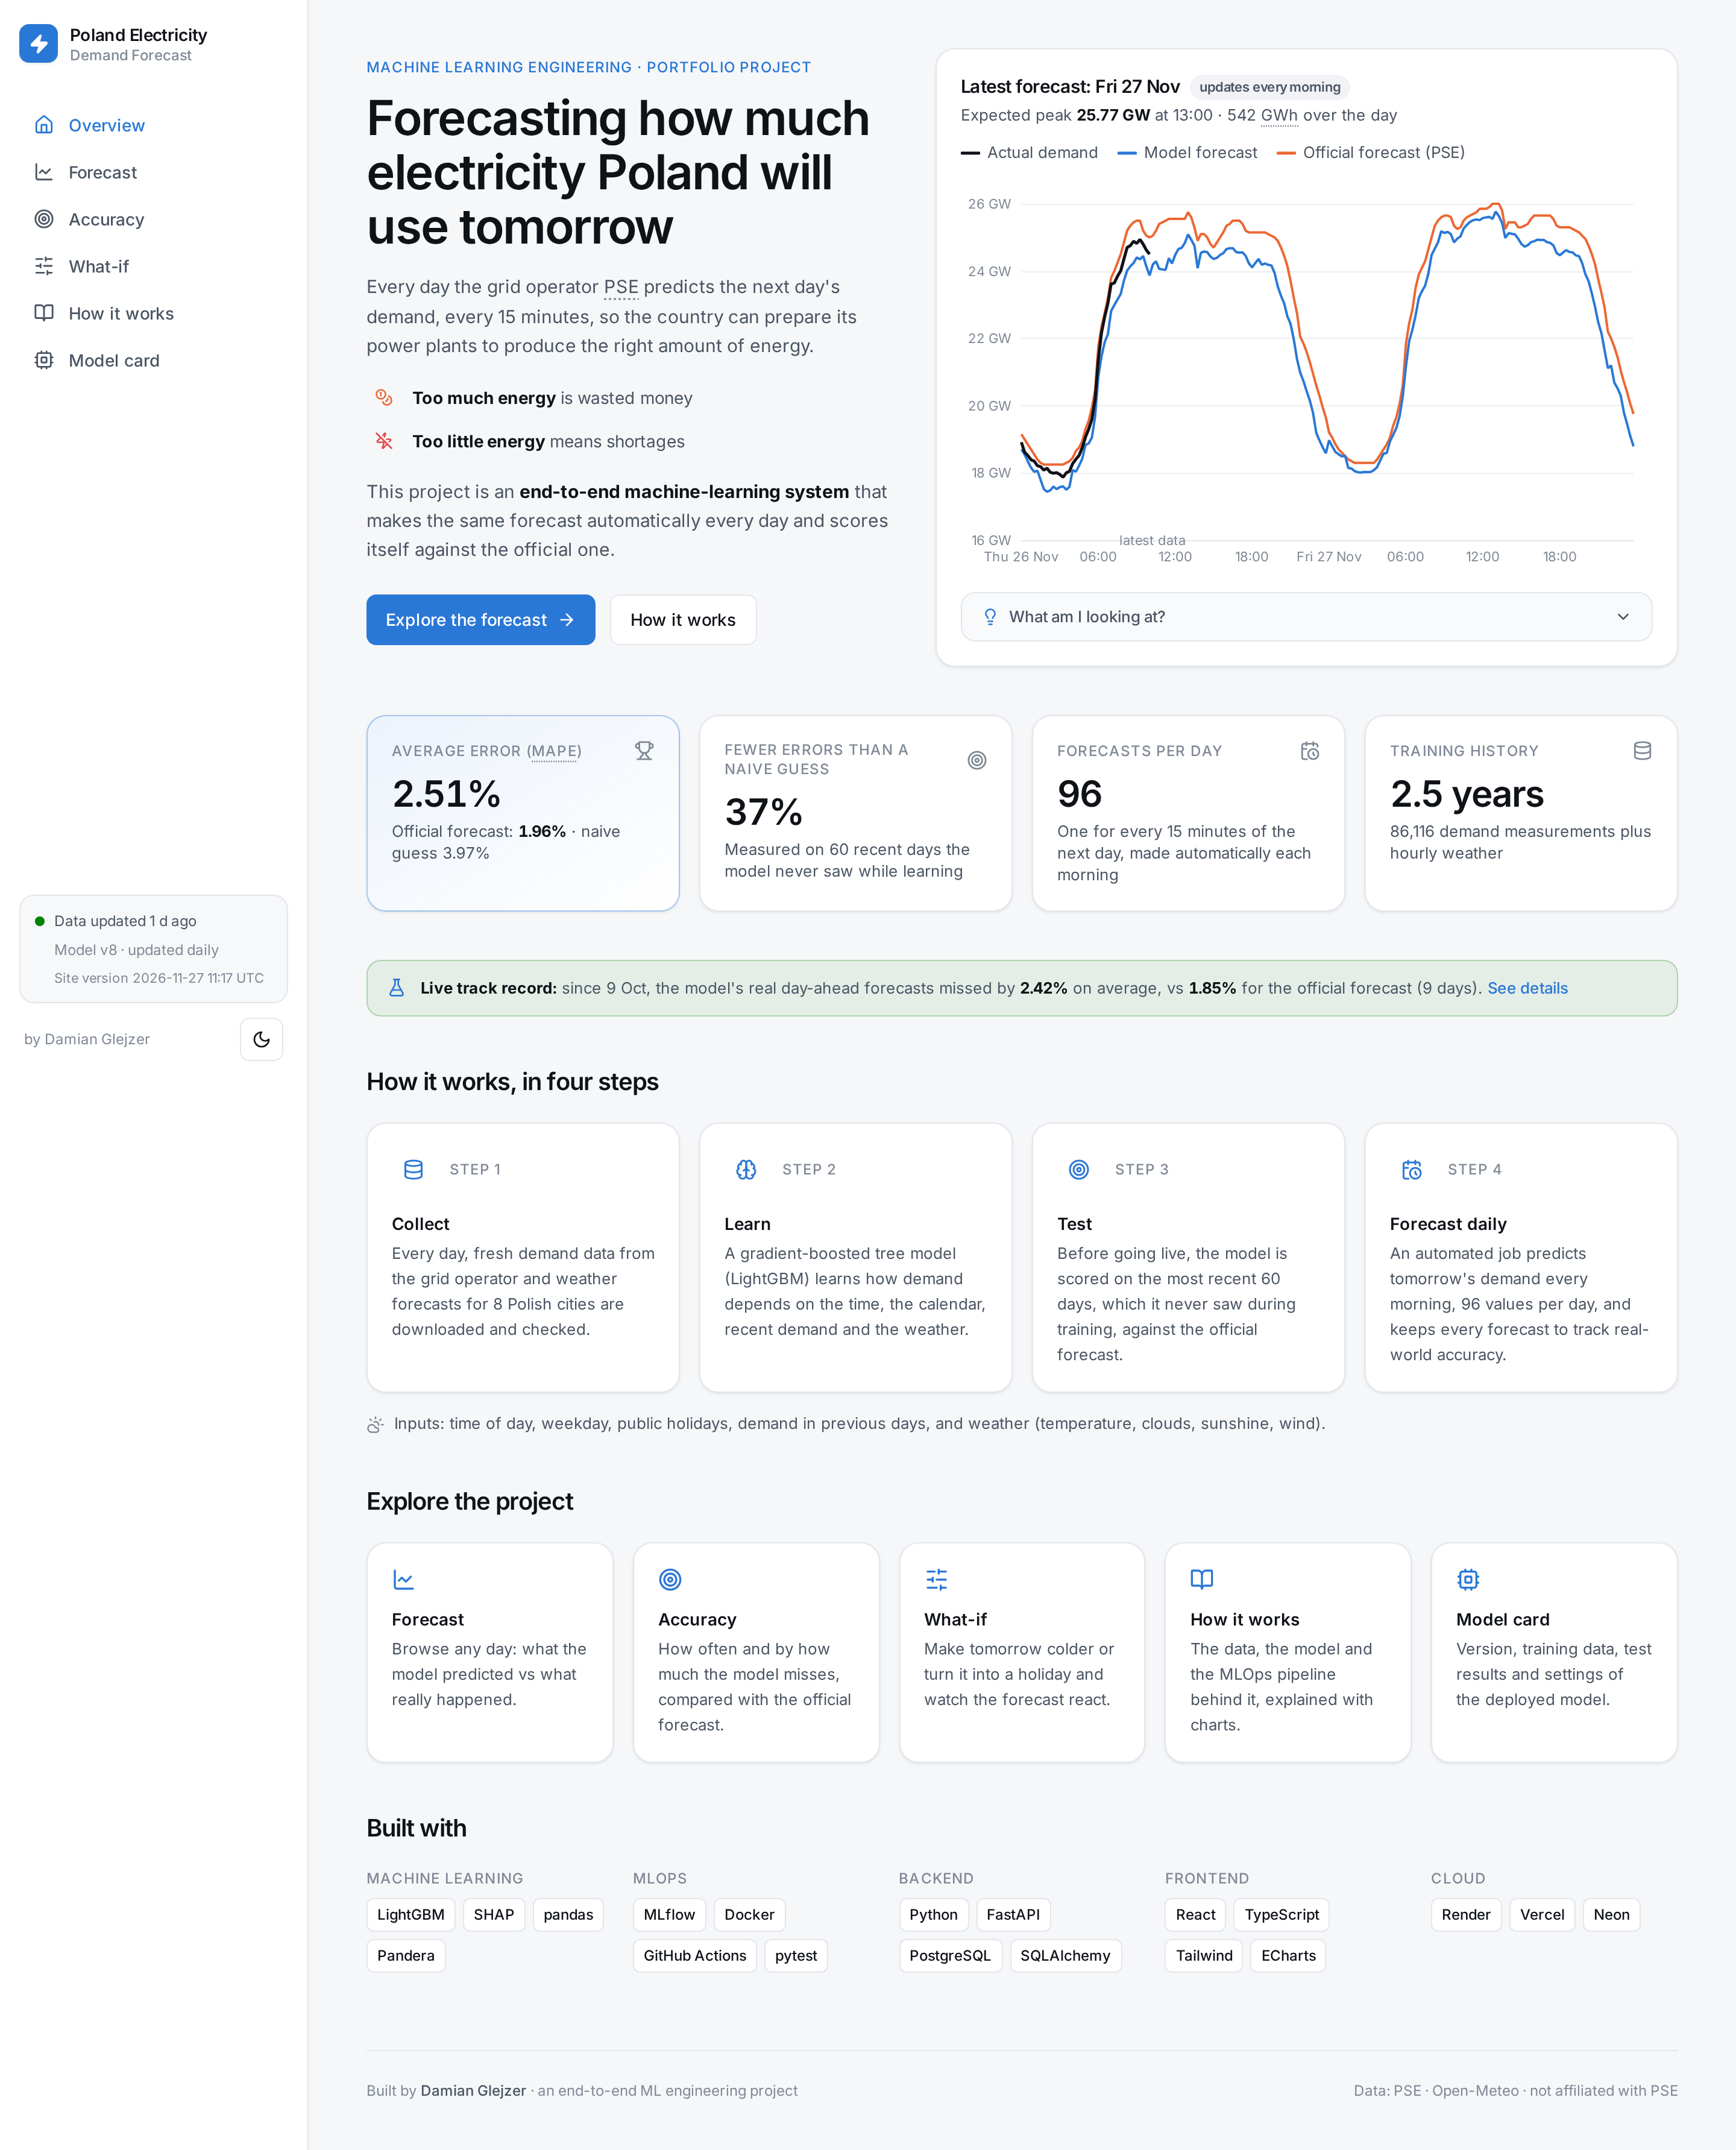 Poland Electricity
Demand Forecast
Overview
Forecast
Accuracy
What-if
How it works
Model card
Data updated 1 d ago
Model v8 · updated daily
Site version 2026-11-27 11:17 UTC
by Damian Glejzer
MACHINE LEARNING ENGINEERING · PORTFOLIO PROJECT
Forecasting how much
electricity Poland will
use tomorrow
Every day the grid operator PSE predicts the next day's
demand, every 15 minutes, so the country can prepare its
power plants to produce the right amount of energy.
Too much energy is wasted money
Too little energy means shortages
This project is an end-to-end machine-learning system that
makes the same forecast automatically every day and scores
itself against the official one.
Explore the forecast
How it works
Latest forecast: Fri 27 Nov updates every morning
Expected peak 25.77 GW at 13:00 · 542 GWh over the day
Actual demand Model forecast Official forecast (PSE)
26 GW
24 GW
22 GW
20 GW
18 GW
16 GW
latest data
Thu 26 Nov 06:00 12:00 18:00 Fri 27 Nov 06:00 12:00 18:00
What am I looking at?
AVERAGE ERROR (MAPE)
2.51%
Official forecast: 1.96% · naive
guess 3.97%
FEWER ERRORS THAN A
NAIVE GUESS
37%
Measured on 60 recent days the
model never saw while learning
FORECASTS PER DAY
96
One for every 15 minutes of the
next day, made automatically each
morning
TRAINING HISTORY
2.5 years
86,116 demand measurements plus
hourly weather
Live track record: since 9 Oct, the model's real day-ahead forecasts missed by 2.42% on average, vs 1.85% for the official forecast (9 days). See details
How it works, in four steps
STEP 1
Collect
Every day, fresh demand data from
the grid operator and weather
forecasts for 8 Polish cities are
downloaded and checked.
STEP 2
Learn
A gradient-boosted tree model
(LightGBM) learns how demand
depends on the time, the calendar,
recent demand and the weather.
STEP 3
Test
Before going live, the model is
scored on the most recent 60
days, which it never saw during
training, against the official
forecast.
STEP 4
Forecast daily
An automated job predicts
tomorrow's demand every
morning, 96 values per day, and
keeps every forecast to track real-
world accuracy.
Inputs: time of day, weekday, public holidays, demand in previous days, and weather (temperature, clouds, sunshine, wind).
Explore the project
Forecast
Browse any day: what the
model predicted vs what
really happened.
Accuracy
How often and by how
much the model misses,
compared with the official
forecast.
What-if
Make tomorrow colder or
turn it into a holiday and
watch the forecast react.
How it works
The data, the model and
the MLOps pipeline
behind it, explained with
charts.
Model card
Version, training data, test
results and settings of
the deployed model.
Built with
MACHINE LEARNING
LightGBM SHAP pandas
Pandera
MLOPS
MLflow Docker
GitHub Actions pytest
BACKEND
Python FastAPI
PostgreSQL SQLAlchemy
FRONTEND
React TypeScript
Tailwind ECharts
CLOUD
Render Vercel Neon
Built by Damian Glejzer · an end-to-end ML engineering project
Data: PSE · Open-Meteo · not affiliated with PSE